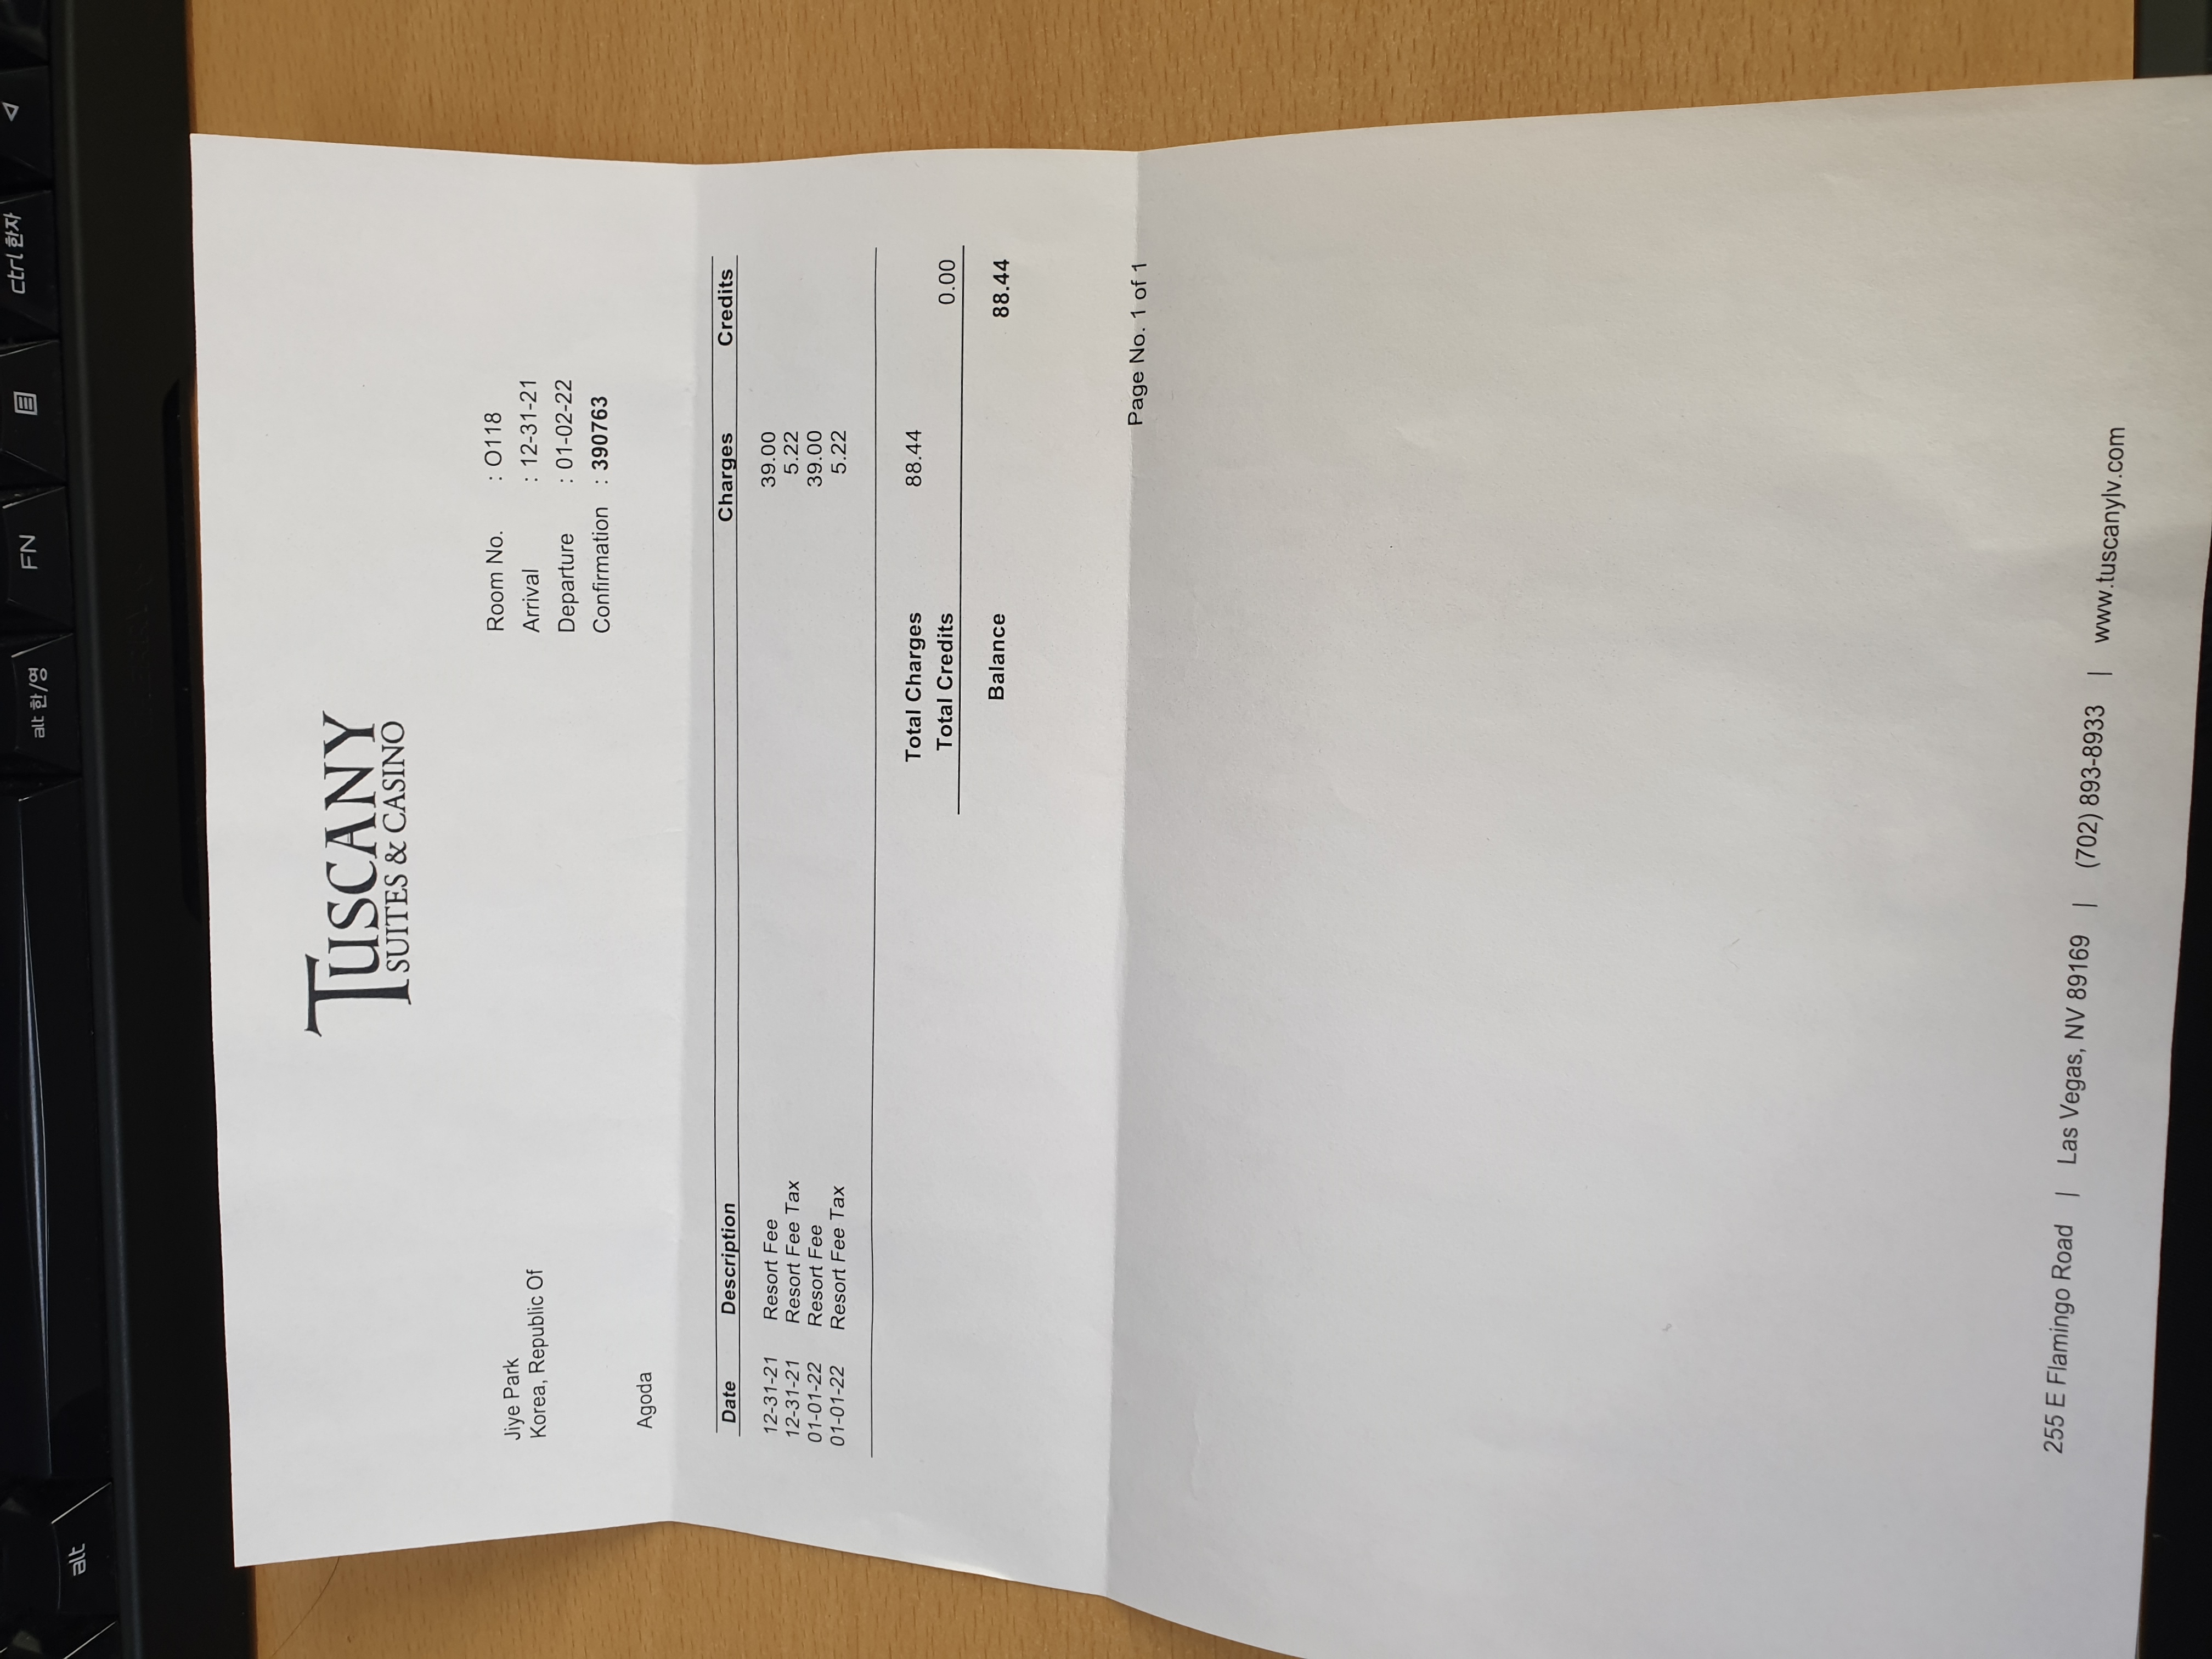 alt
alt 한/영
FN
ctrl 한자
TUSCANY
SUITES & CASINO
Jiye Park
Korea, Republic Of
Room No. : O118
Arrival : 12-31-21
Departure : 01-02-22
Confirmation : 390763
Agoda
Date Description Charges Credits
12-31-21 Resort Fee 39.00
12-31-21 Resort Fee Tax 5.22
01-01-22 Resort Fee 39.00
01-01-22 Resort Fee Tax 5.22
Total Charges 88.44
Total Credits 0.00
Balance 88.44
Page No. 1 of 1
255 E Flamingo Road | Las Vegas, NV 89169 | (702) 893-8933 | www.tuscanylv.com